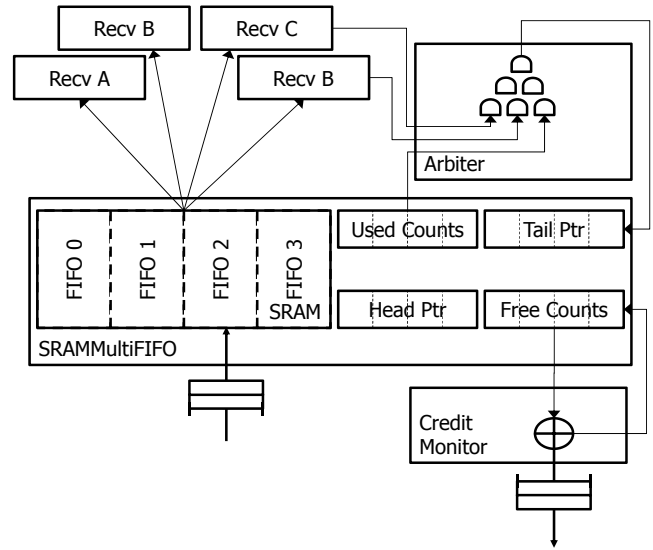 Recv B
Recv C
Recv A
Recv B
Arbiter
FIFO 0
FIFO 1
FIFO 2
FIFO 3
SRAM
Used Counts
Tail Ptr
Head Ptr
Free Counts
SRAMMultiFIFO
Credit
Monitor